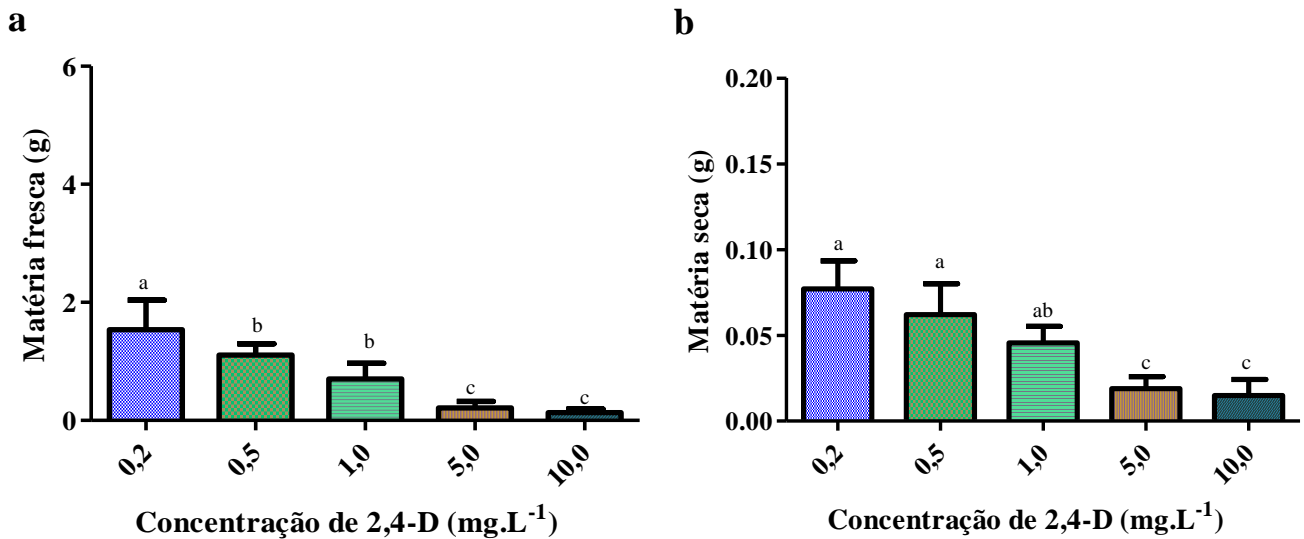 a
6
4
2
0
Matéria fresca (g)
a
b
b
c
c
0,2
0,5
1,0
5,0
10,0
Concentração de 2,4-D (mg.L⁻¹)
b
0.20
0.15
0.10
0.05
0.00
Matéria seca (g)
a
a
ab
c
c
0,2
0,5
1,0
5,0
10,0
Concentração de 2,4-D (mg.L⁻¹)